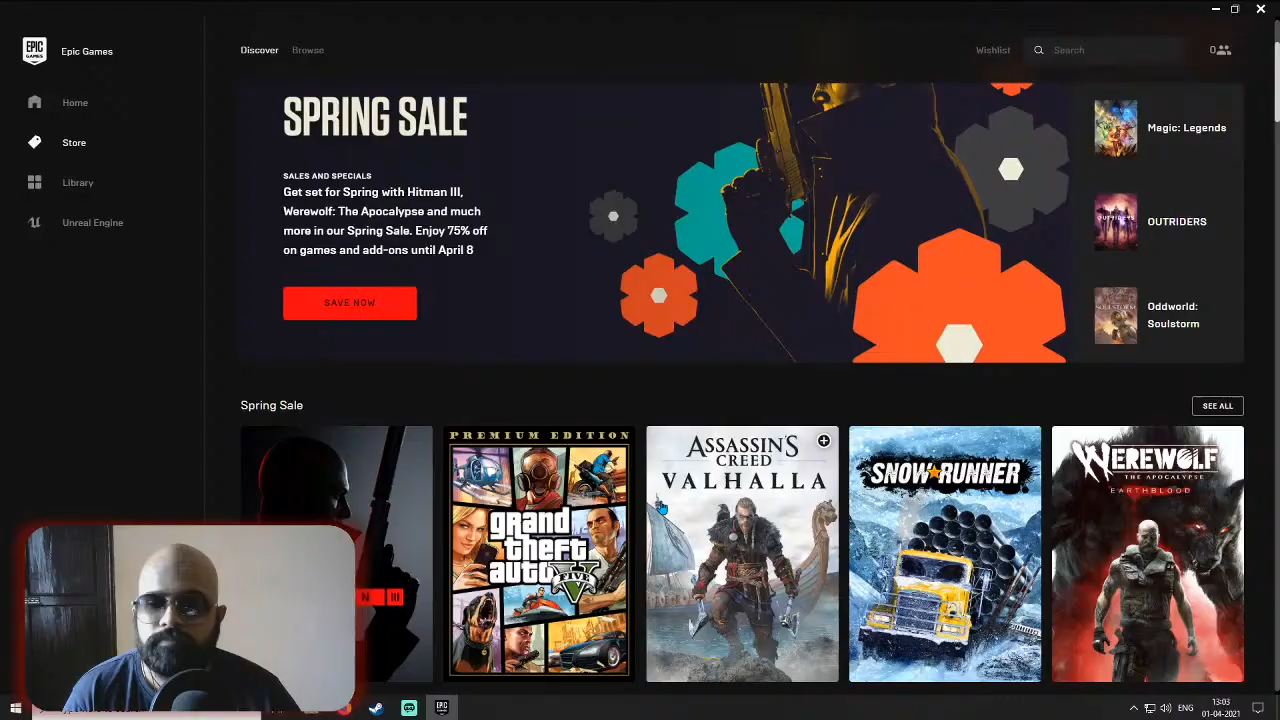 EPIC
GAMES
Epic Games
Home
Store
Library
Unreal Engine
Discover
Browse
Wishlist
Search
0
SPRING SALE
SALES AND SPECIALS
Get set for Spring with Hitman III,
Werewolf: The Apocalypse and much
more in our Spring Sale. Enjoy 75% off
on games and add-ons until April 8
SAVE NOW
Magic: Legends
OUTRIDERS
Oddworld:
Soulstorm
Spring Sale
SEE ALL
N III
PREMIUM EDITION
grand
theft
auto V
FIVE
ASSASSIN'S
CREED
VALHALLA
SNOW RUNNER
WEREWOLF
THE APOCALYPSE
EARTHBLOOD
ENG
13:03
01-04-2021